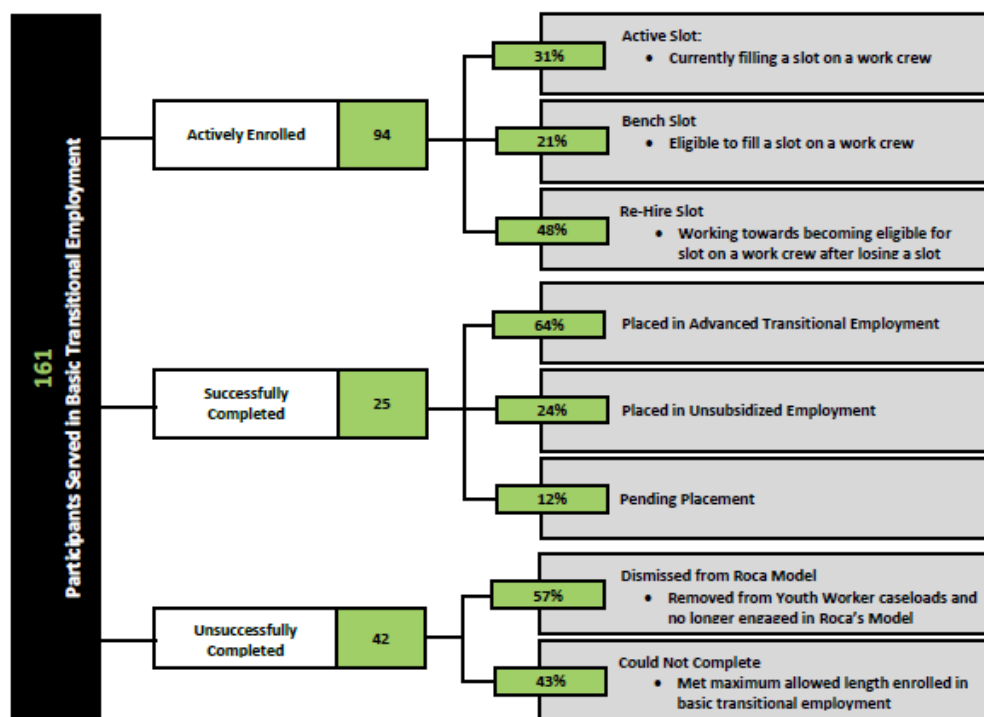 161
Participants Served in Basic Transitional Employment
Actively Enrolled
94
31%
Active Slot:
• Currently filling a slot on a work crew
21%
Bench Slot
• Eligible to fill a slot on a work crew
48%
Re-Hire Slot
• Working towards becoming eligible for
slot on a work crew after losing a slot
Successfully
Completed
25
64%
Placed in Advanced Transitional Employment
24%
Placed in Unsubsidized Employment
12%
Pending Placement
Unsuccessfully
Completed
42
57%
Dismissed from Roca Model
• Removed from Youth Worker caseloads and
no longer engaged in Roca's Model
43%
Could Not Complete
• Met maximum allowed length enrolled in
basic transitional employment